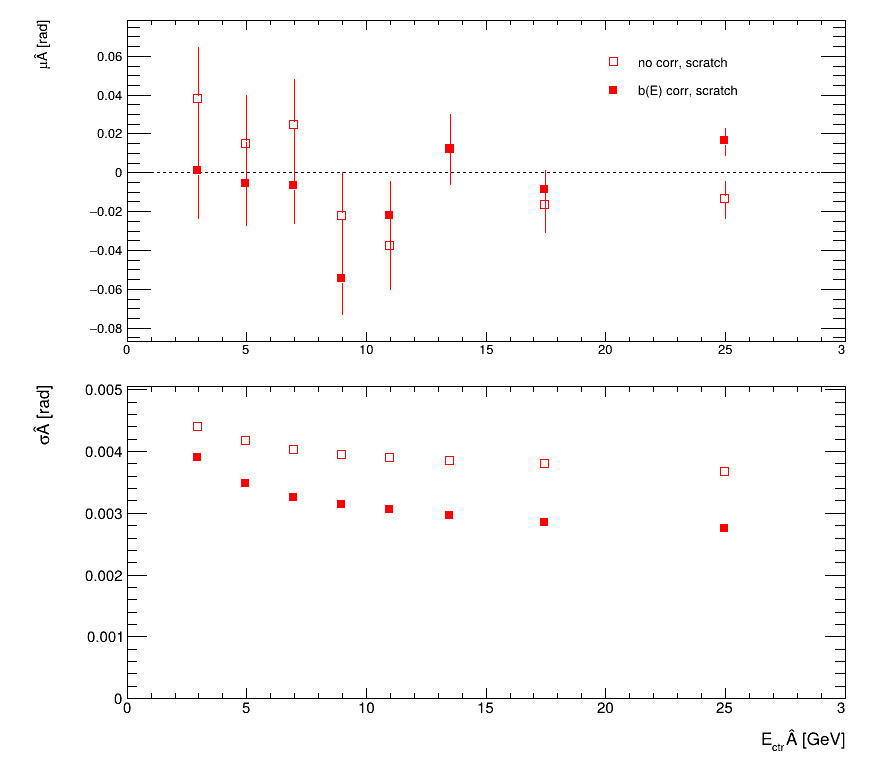 μÂ [rad]
0.06
0.04
0.02
0
−0.02
−0.04
−0.06
−0.08
no corr, scratch
b(E) corr, scratch
0 5 10 15 20 25 3
σÂ [rad]
0.005
0.004
0.003
0.002
0.001
0
0 5 10 15 20 25 3
E_ctr Â [GeV]